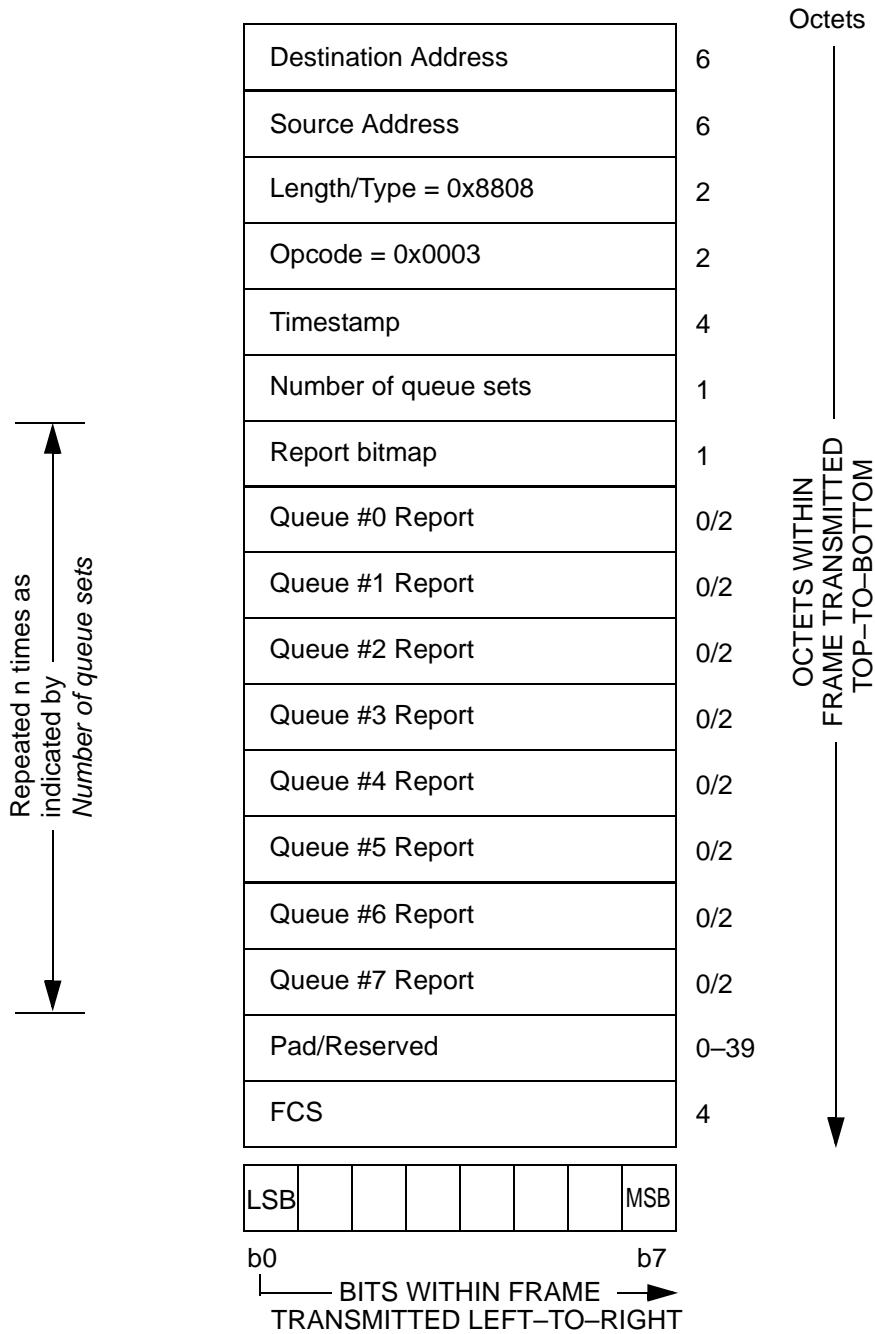 Octets
Destination Address 6
Source Address 6
Length/Type = 0x8808 2
Opcode = 0x0003 2
Timestamp 4
Number of queue sets 1
Report bitmap 1
Queue #0 Report 0/2
Queue #1 Report 0/2
Queue #2 Report 0/2
Queue #3 Report 0/2
Queue #4 Report 0/2
Queue #5 Report 0/2
Queue #6 Report 0/2
Queue #7 Report 0/2
Pad/Reserved 0–39
FCS 4
Repeated n times as
indicated by
Number of queue sets
OCTETS WITHIN
FRAME TRANSMITTED
TOP–TO–BOTTOM
LSB MSB
b0 b7
BITS WITHIN FRAME
TRANSMITTED LEFT–TO–RIGHT